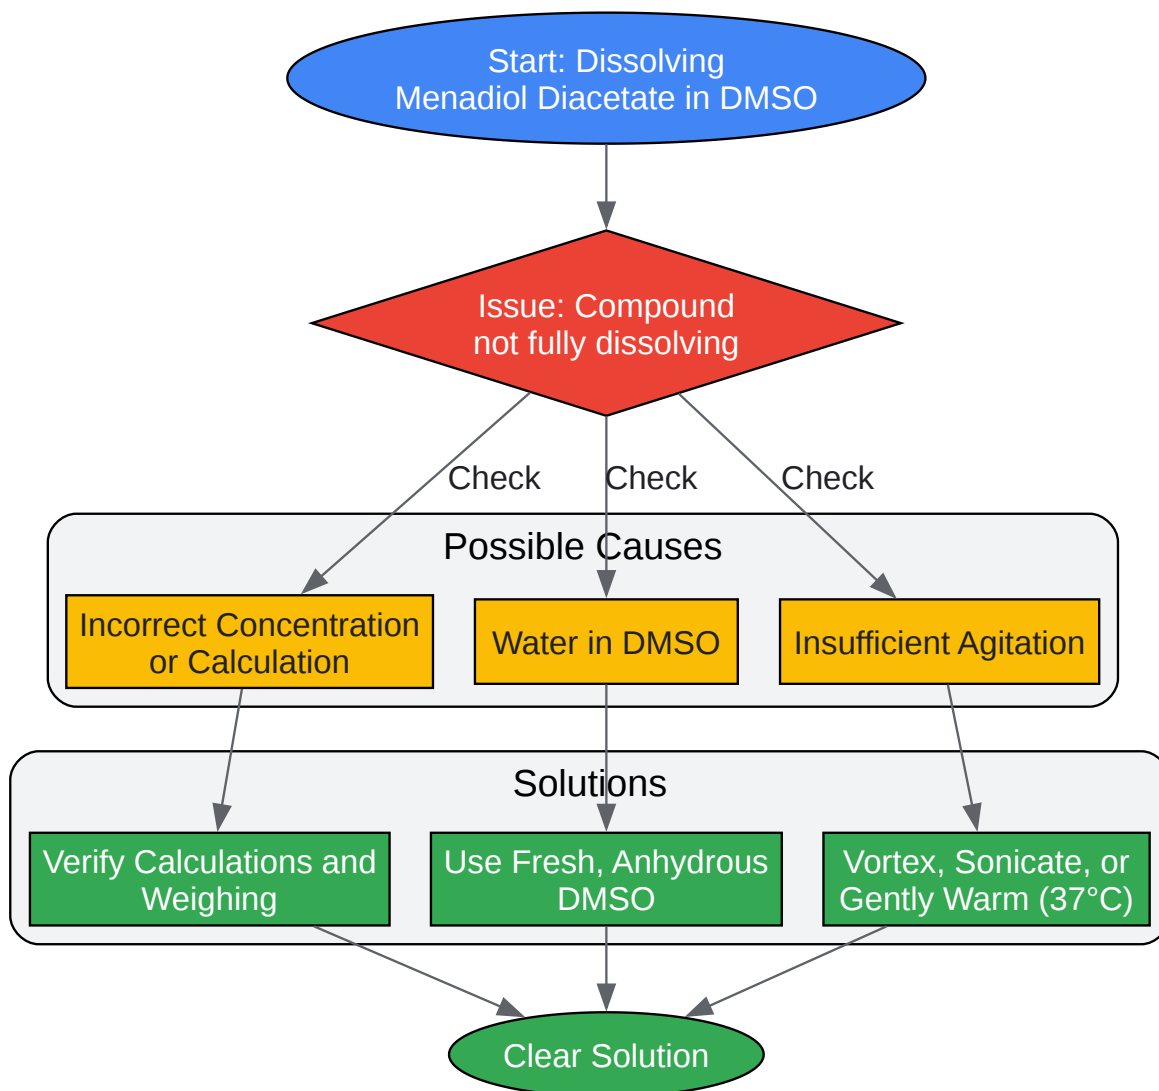 Start: Dissolving
Menadiol Diacetate in DMSO
Issue: Compound
not fully dissolving
Check
Check
Check
Possible Causes
Incorrect Concentration
or Calculation
Water in DMSO
Insufficient Agitation
Solutions
Verify Calculations and
Weighing
Use Fresh, Anhydrous
DMSO
Vortex, Sonicate, or
Gently Warm (37°C)
Clear Solution